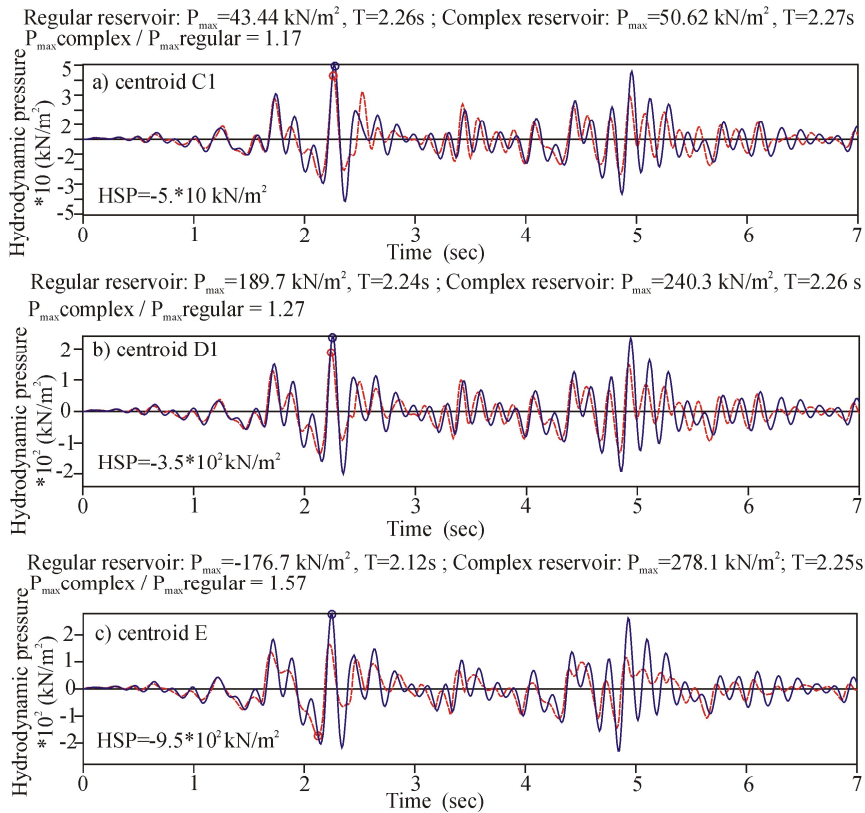 Regular reservoir: Pmax=43.44 kN/m², T=2.26s ; Complex reservoir: Pmax=50.62 kN/m², T=2.27s
Pmaxcomplex / Pmaxregular = 1.17
Hydrodynamic pressure
*10 (kN/m²)
5
3
2
-2
-3
-5
a) centroid C1
HSP=-5.*10 kN/m²
0 1 2 3 4 5 6 7
Time (sec)
Regular reservoir: Pmax=189.7 kN/m², T=2.24s ; Complex reservoir: Pmax=240.3 kN/m², T=2.26 s
Pmaxcomplex / Pmaxregular = 1.27
Hydrodynamic pressure
*10² (kN/m²)
2
1
0
-1
-2
b) centroid D1
HSP=-3.5*10²kN/m²
0 1 2 3 4 5 6 7
Time (sec)
Regular reservoir: Pmax=-176.7 kN/m², T=2.12s ; Complex reservoir: Pmax=278.1 kN/m²; T=2.25s
Pmaxcomplex / Pmaxregular = 1.57
Hydrodynamic pressure
*10² (kN/m²)
2
1
0
-1
-2
c) centroid E
HSP=-9.5*10²kN/m²
0 1 2 3 4 5 6 7
Time (sec)